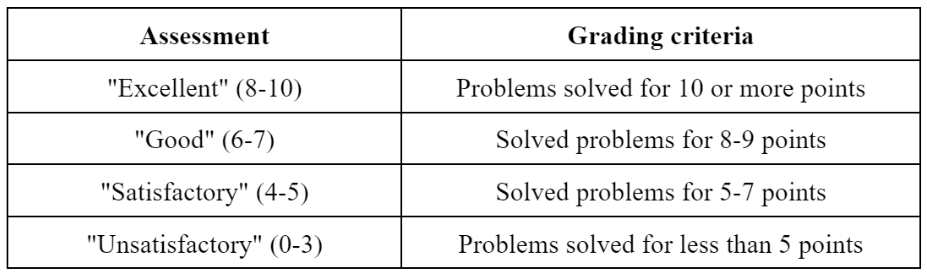 Assessment Grading criteria
"Excellent" (8-10) Problems solved for 10 or more points
"Good" (6-7) Solved problems for 8-9 points
"Satisfactory" (4-5) Solved problems for 5-7 points
"Unsatisfactory" (0-3) Problems solved for less than 5 points